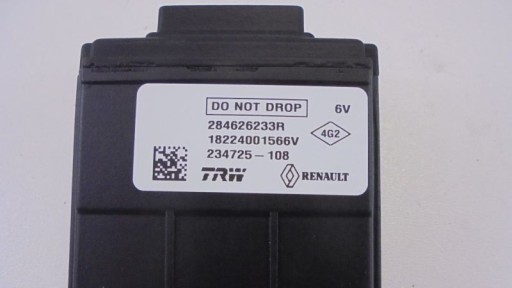 DO NOT DROP 6V
284626233R
18224001566V 4G2
234725-108
TRW RENAULT